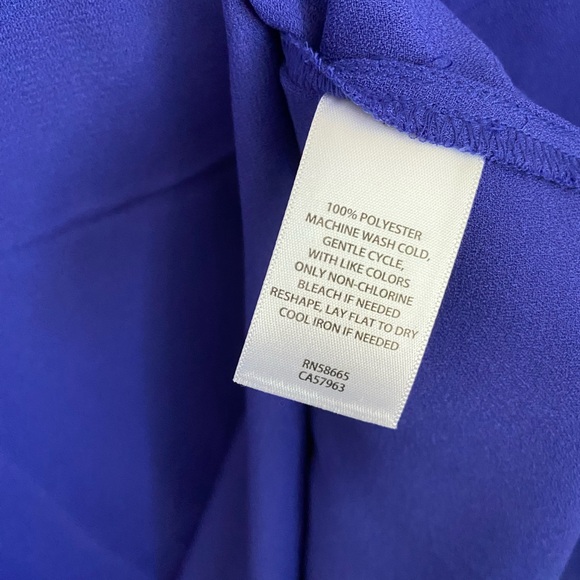 100% POLYESTER
MACHINE WASH COLD,
GENTLE CYCLE,
WITH LIKE COLORS
ONLY NON-CHLORINE
BLEACH IF NEEDED
RESHAPE, LAY FLAT TO DRY
COOL IRON IF NEEDED
RN58665
CA57963